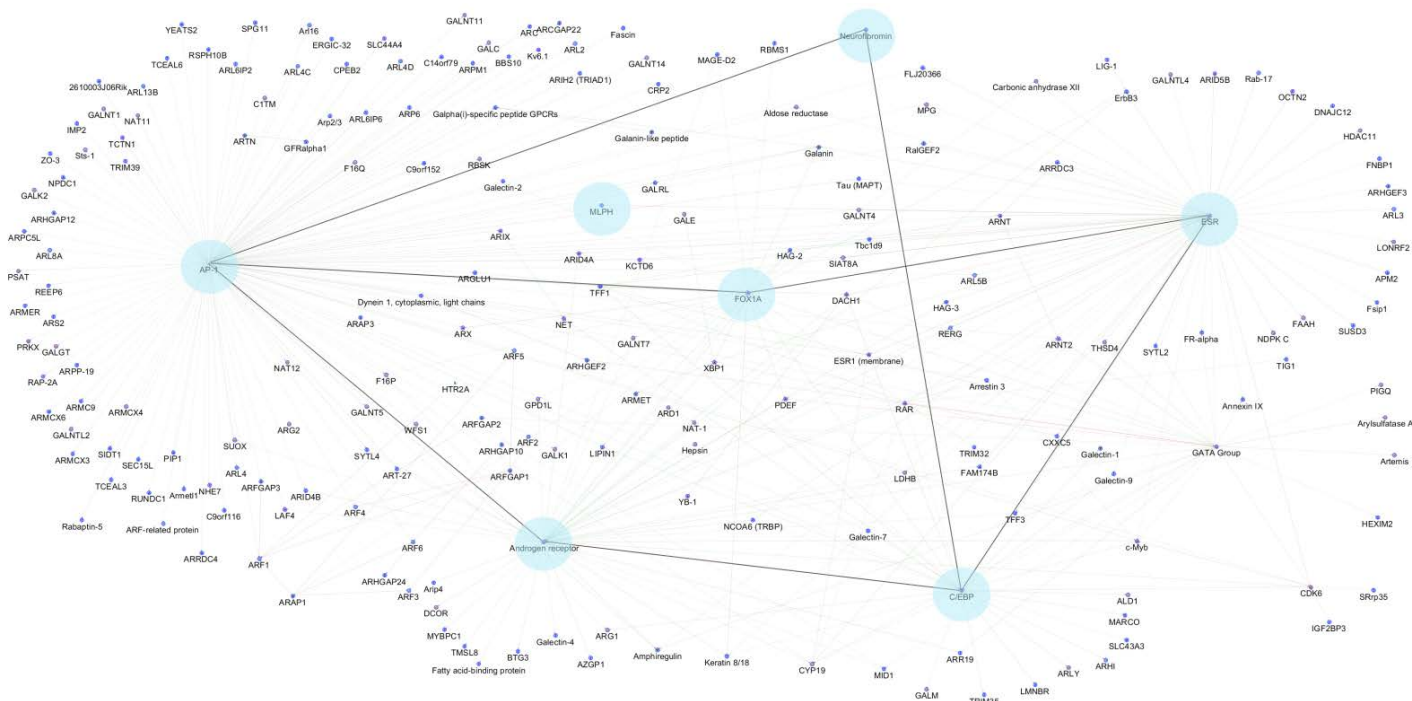 GALNT11
YEATS2
SPG11
Arl16
ARC
ARCGAP22
Fascin
Neurofibromin
ERGIC-32
SLC44A4
GALC
ARL2
RBMS1
RSPH10B
Kv6.1
MAGE-D2
TCEAL6
ARL6IP2
ARL4C
CPEB2
ARL4D
C14orf79
ARPM1
BBS10
GALNT14
LIG-1
FLJ20366
GALNTL4
ARID5B
Rab-17
2610003J06Rik
ARL13B
ARIH2 (TRIAD1)
CRP2
Carbonic anhydrase XII
ErbB3
OCTN2
GALNT1
NAT11
C1TM
Arp2/3
ARL6IP6
ARP6
Galpha(i)-specific peptide GPCRs
Aldose reductase
MPG
DNAJC12
IMP2
TCTN1
ARTN
GFRalpha1
Galanin-like peptide
HDAC11
ZO-3
Sts-1
TRIM39
F16Q
C9orf152
RBSK
Galanin
RalGEF2
ARRDC3
FNBP1
NPDC1
GALK2
Galectin-2
GALRL
Tau (MAPT)
ARHGEF3
ARHGAP12
MLPH
GALE
GALNT4
ARNT
ESR
ARL3
ARPC5L
ARIX
Tbc1d9
LONRF2
ARL8A
AP-1
ARID4A
KCTD6
HAG-2
SIAT8A
PSAT
REEP6
ARGLU1
TFF1
ARL5B
APM2
ARMER
ARS2
Dynein 1, cytoplasmic, light chains
FOX1A
DACH1
HAG-3
Fsip1
ARAP3
ARX
NET
RERG
FAAH
SUSD3
PRKX
GALGT
GALNT7
ARNT2
THSD4
FR-alpha
NDPK C
RAP-2A
ARPP-19
NAT12
ARF5
ARHGEF2
XBP1
ESR1 (membrane)
SYTL2
TIG1
F16P
HTR2A
Arrestin 3
PIGQ
ARMC9
ARMCX4
GALNT5
GPD1L
ARMET
ARD1
PDEF
RAR
Annexin IX
ARMCX6
GALNTL2
ARG2
WFS1
ARFGAP2
NAT-1
Arylsulfatase A
SUOX
ARHGAP10
ARF2
GALK1
LIPIN1
Hepsin
TRIM32
CXXC5
Galectin-1
GATA Group
ARMCX3
SIDT1
SEC15L
PIP1
SYTL4
Artemis
TCEAL3
ARL4
ART-27
ARFGAP1
LDHB
FAM174B
Galectin-9
RUNDC1
Armetl1
NHE7
ARFGAP3
ARID4B
YB-1
Rabaptin-5
ARF-related protein
C9orf116
LAF4
ARF4
NCOA6 (TRBP)
Galectin-7
TFF3
HEXIM2
ARRDC4
ARF1
ARF6
Androgen receptor
c-Myb
ARHGAP24
Arip4
ARAP1
ARF3
C/EBP
ALD1
CDK6
SRrp35
DCOR
MARCO
MYBPC1
Galectin-4
ARG1
IGF2BP3
TMSL8
BTG3
AZGP1
Amphiregulin
Keratin 8/18
ARR19
SLC43A3
Fatty acid-binding protein
CYP19
MID1
ARLY
ARHI
GALM
LMNBR